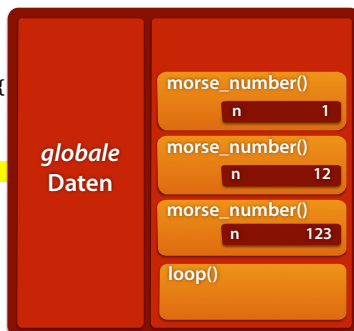 {
globale
Daten
morse_number()
n 1
morse_number()
n 12
morse_number()
n 123
loop()